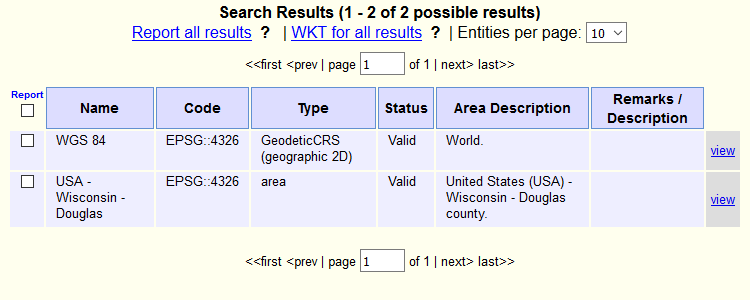 Search Results (1 - 2 of 2 possible results)
Report all results ? | WKT for all results ? | Entities per page: 10
<<first <prev | page 1 of 1 | next> last>>
Report Name Code Type Status Area Description Remarks / Description
WGS 84 EPSG::4326 GeodeticCRS (geographic 2D) Valid World. view
USA - Wisconsin - Douglas EPSG::4326 area Valid United States (USA) - Wisconsin - Douglas county. view
<<first <prev | page 1 of 1 | next> last>>